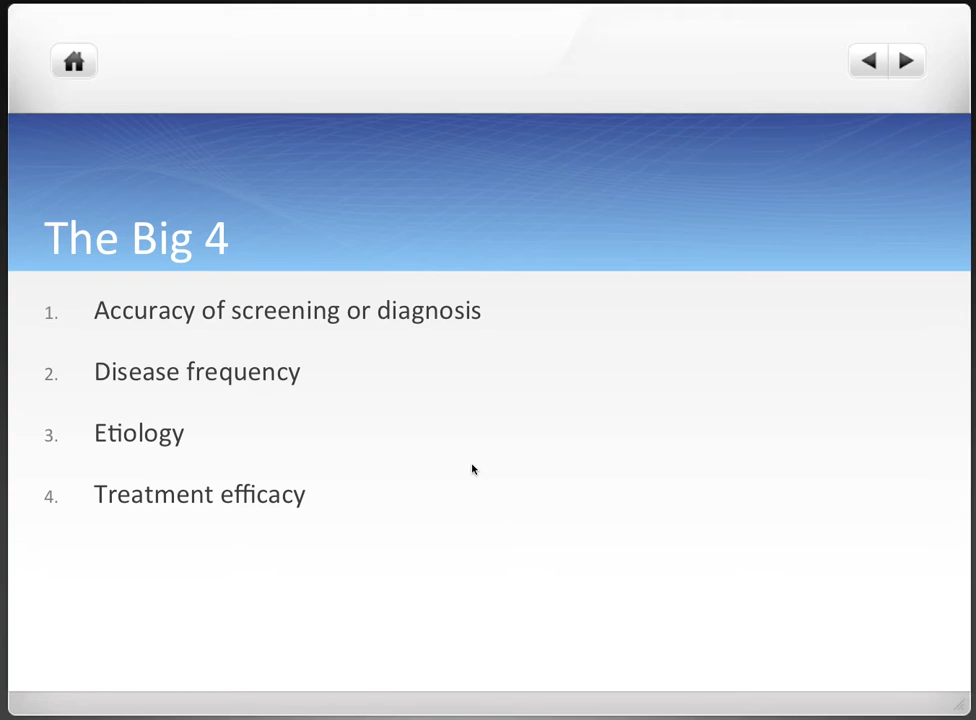 The Big 4
1. Accuracy of screening or diagnosis
2. Disease frequency
3. Etiology
4. Treatment efficacy